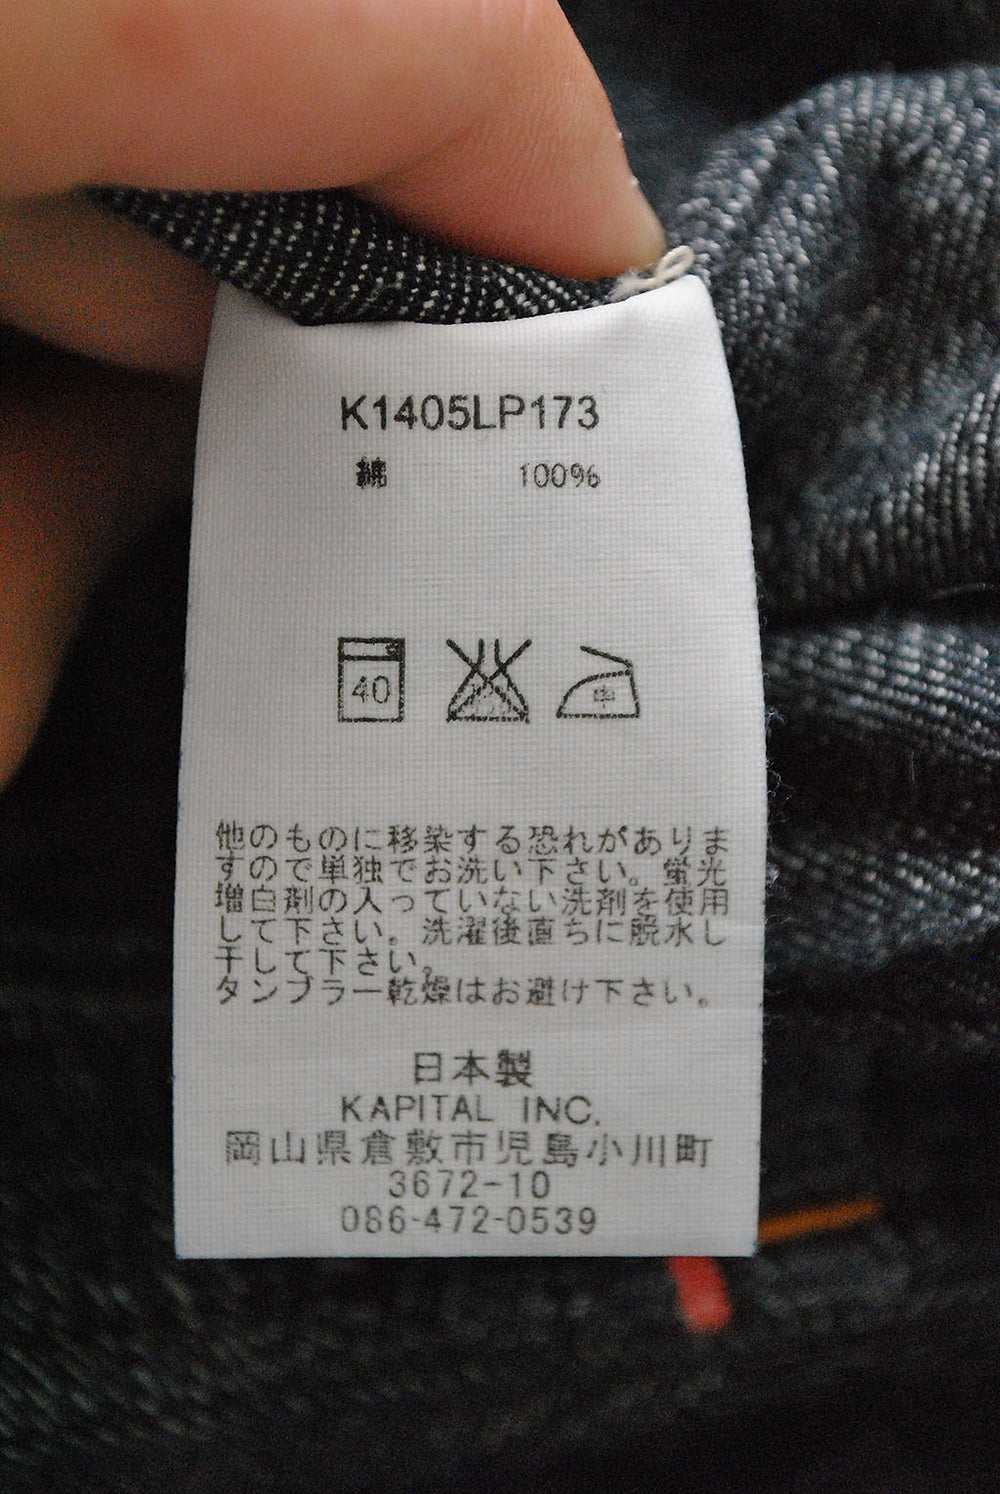 K1405LP173
綿 100%
40
中
他のものに移染する恐れがありま
すので単独でお洗い下さい。蛍光
増白剤の入っていない洗剤を使用
して下さい。洗濯後直ちに脱水し
干して下さい。
タンブラー乾燥はお避け下さい。
日本製
KAPITAL INC.
岡山県倉敷市児島小川町
3672-10
086-472-0539